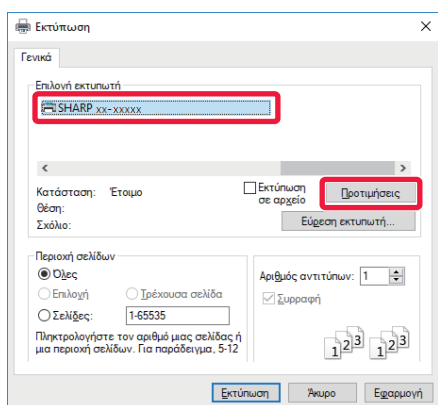 Εκτύπωση
Γενικά
Επιλογή εκτυπωτή
SHARP xx-xxxxx
Κατάσταση: Έτοιμο
Θέση:
Σχόλιο:
Εκτύπωση σε αρχείο
Προτιμήσεις
Εύρεση εκτυπωτή...
Περιοχή σελίδων
Όλες
Επιλογή Τρέχουσα σελίδα
Σελίδες: 1-65535
Πληκτρολογήστε τον αριθμό μιας σελίδας ή
μια περιοχή σελίδων. Για παράδειγμα, 5-12
Αριθμός αντιτύπων: 1
Συρραφή
1 2 3 1 2 3
Εκτύπωση Άκυρο Εφαρμογή